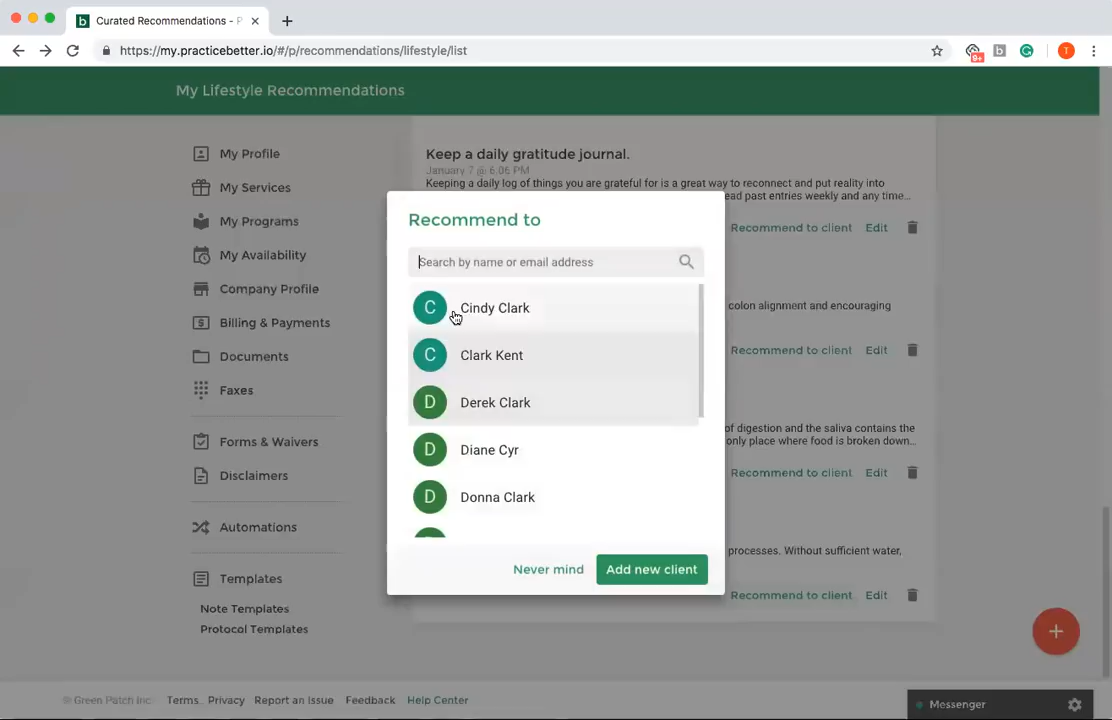 Curated Recommendations - P
https://my.practicebetter.io/#/p/recommendations/lifestyle/list
9+
b
T
My Lifestyle Recommendations
My Profile
My Services
My Programs
My Availability
Company Profile
Billing & Payments
Documents
Faxes
Forms & Waivers
Disclaimers
Automations
Templates
Note Templates
Protocol Templates
Keep a daily gratitude journal.
January 7 @ 6:06 PM
Keeping a daily log of things you are grateful for is a great way to reconnect and put reality into
ead past entries weekly and any time...
Recommend to client Edit
colon alignment and encouraging
Recommend to client Edit
of digestion and the saliva contains the
only place where food is broken down...
Recommend to client Edit
processes. Without sufficient water,
Recommend to client Edit
Recommend to
Search by name or email address
C Cindy Clark
C Clark Kent
D Derek Clark
D Diane Cyr
D Donna Clark
Never mind Add new client
© Green Patch Inc. Terms Privacy Report an Issue Feedback Help Center
Messenger